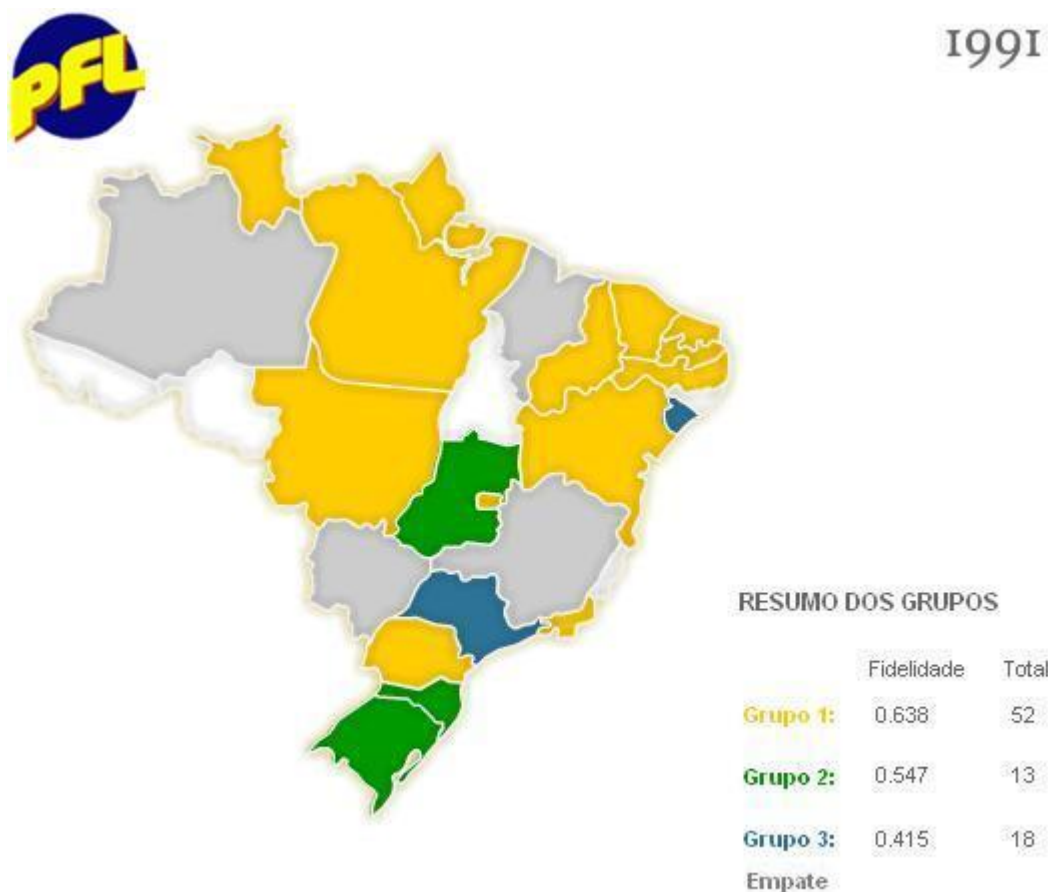 PFL
1991
RESUMO DOS GRUPOS
Fidelidade Total
Grupo 1: 0.638 52
Grupo 2: 0.547 13
Grupo 3: 0.415 18
Empate